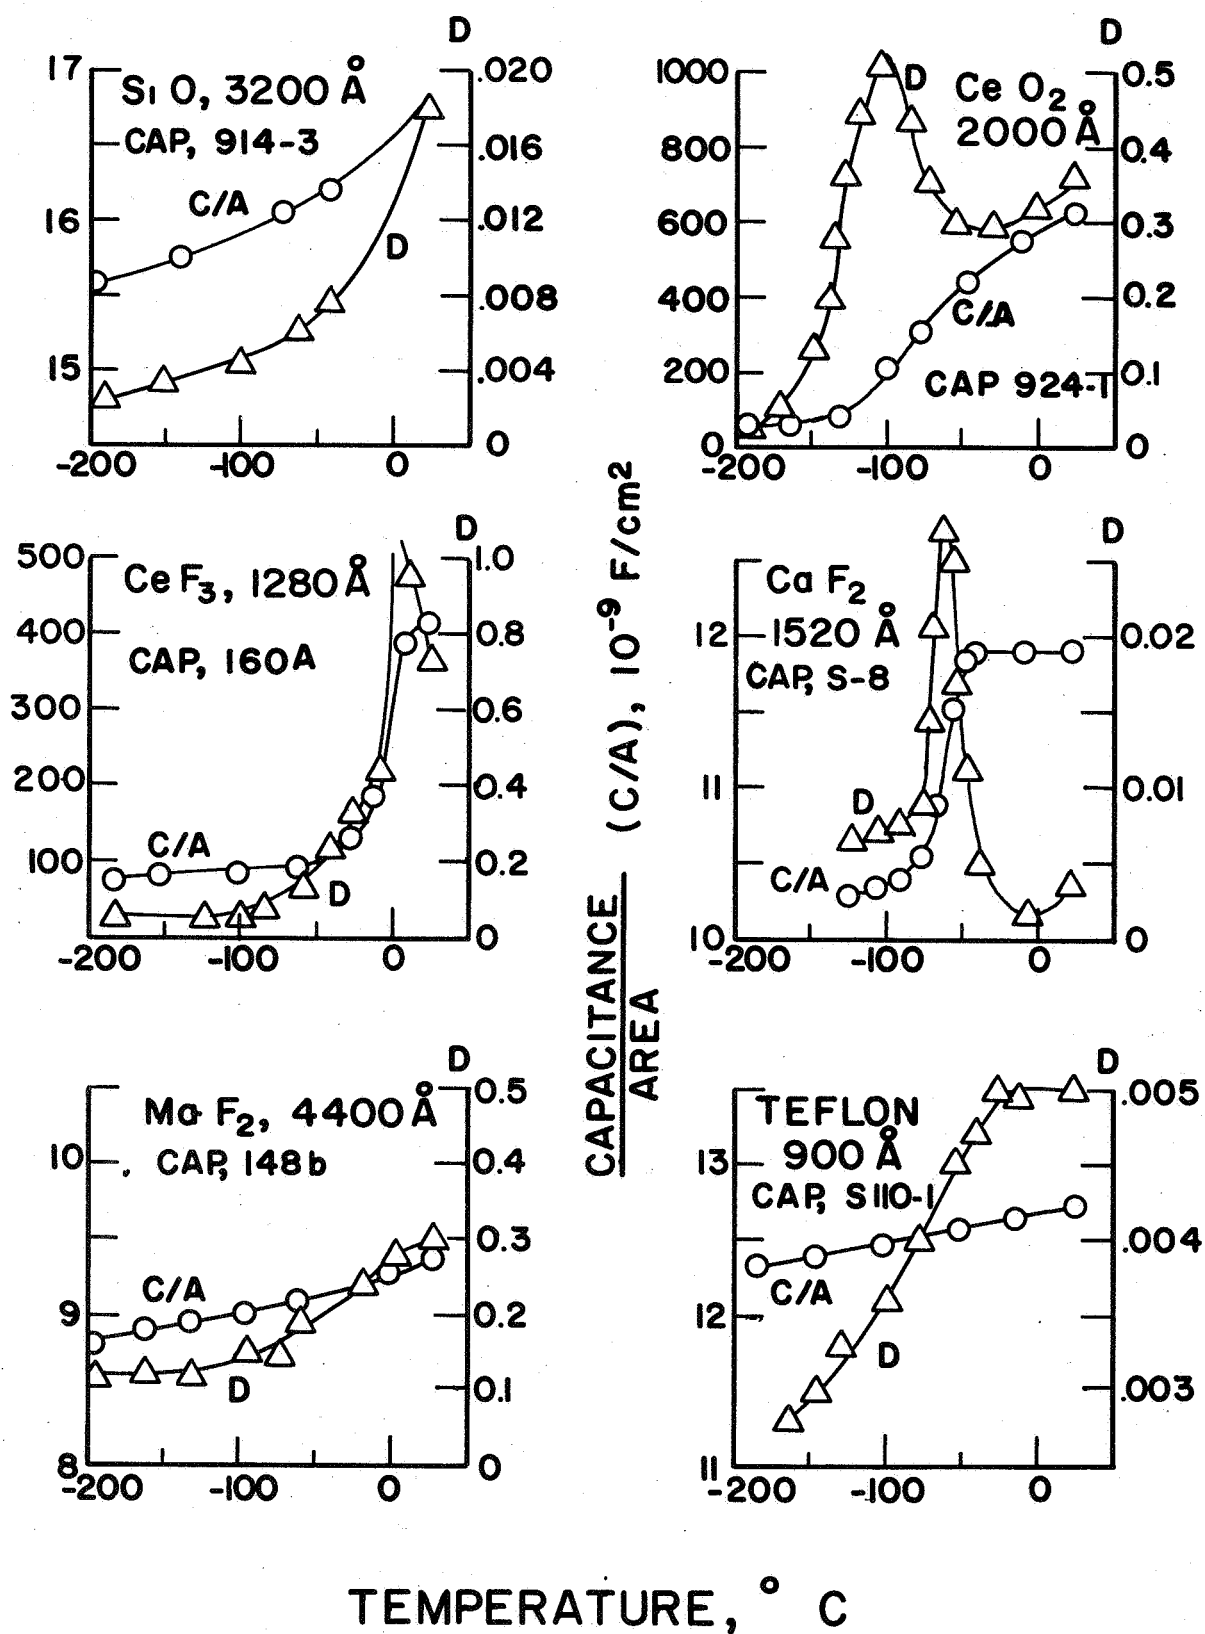 D
17
16
15
.020
.016
.012
.008
.004
0
Si O, 3200 Å
CAP, 914-3
C/A
D
-200 -100 0
D
1000
800
600
400
200
0
0.5
0.4
0.3
0.2
0.1
0
D
Ce O2
2000 Å
C/A
CAP 924-1
-200 -100 0
D
500
400
300
200
100
1.0
0.8
0.6
0.4
0.2
0
Ce F3, 1280 Å
CAP, 160A
C/A
D
-200 -100 0
CAPACITANCE
AREA
(C/A), 10-9 F/cm2
D
12
11
10
0.02
0.01
0
Ca F2
1520 Å
CAP, S-8
D
C/A
-200 -100 0
D
10
9
8
0.5
0.4
0.3
0.2
0.1
0
Ma F2, 4400 Å
CAP, 148b
C/A
D
-200 -100 0
D
13
12
11
.005
.004
.003
TEFLON
900 Å
CAP, S110-1
C/A
D
-200 -100 0
TEMPERATURE, ° C